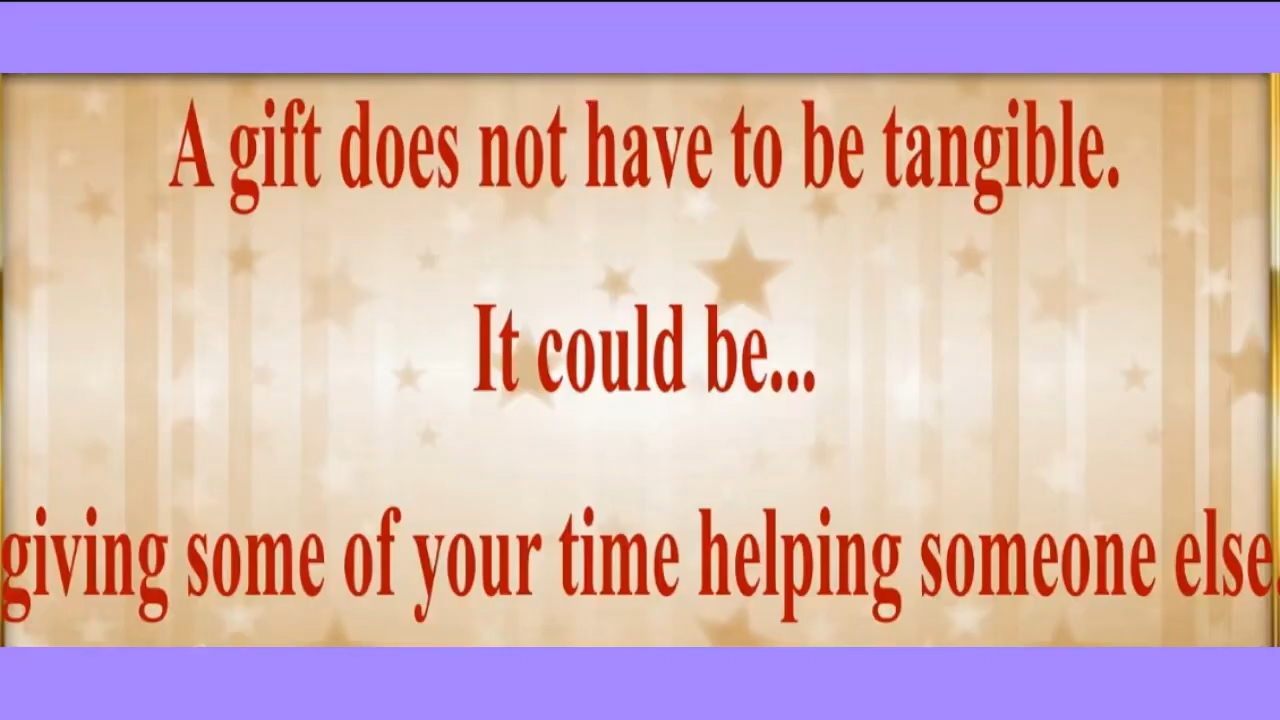 A gift does not have to be tangible.
It could be...
giving some of your time helping someone else.